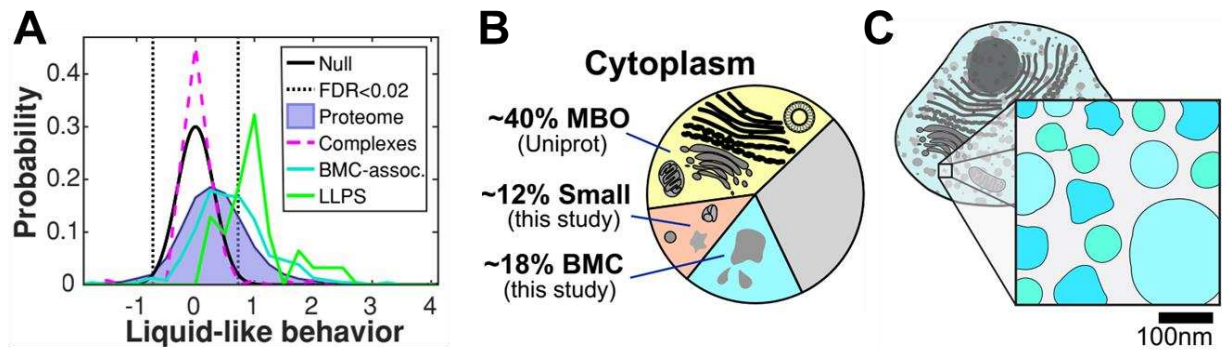 A
Probability
0.4
0.3
0.2
0.1
0
-1
0
1
2
3
4
Liquid-like behavior
Null
FDR<0.02
Proteome
Complexes
BMC-assoc.
LLPS
B
Cytoplasm
~40% MBO
(Uniprot)
~12% Small
(this study)
~18% BMC
(this study)
C
100nm